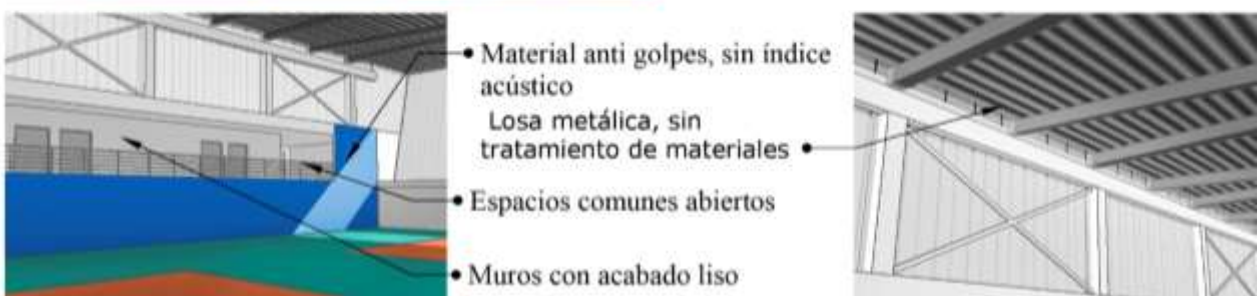 Material anti golpes, sin índice
acústico
Losa metálica, sin
tratamiento de materiales
Espacios comunes abiertos
Muros con acabado liso